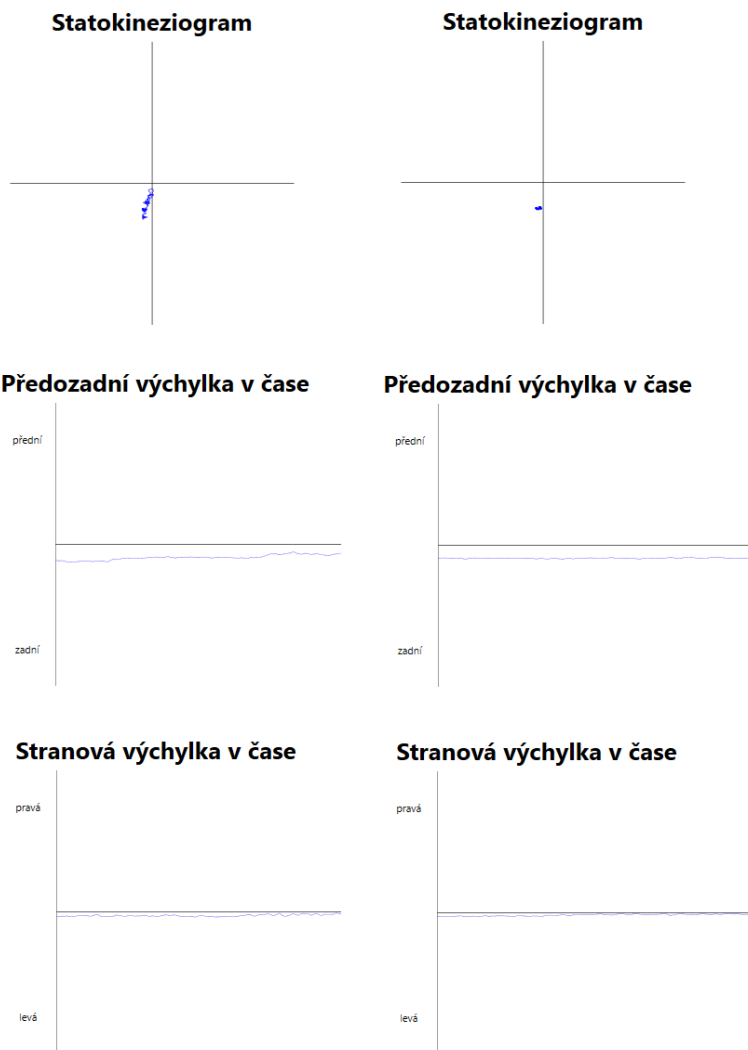 Statokineziogram
Statokineziogram
Předozadní výchylka v čase
Předozadní výchylka v čase
přední
přední
zadní
zadní
Stranová výchylka v čase
Stranová výchylka v čase
pravá
pravá
levá
levá